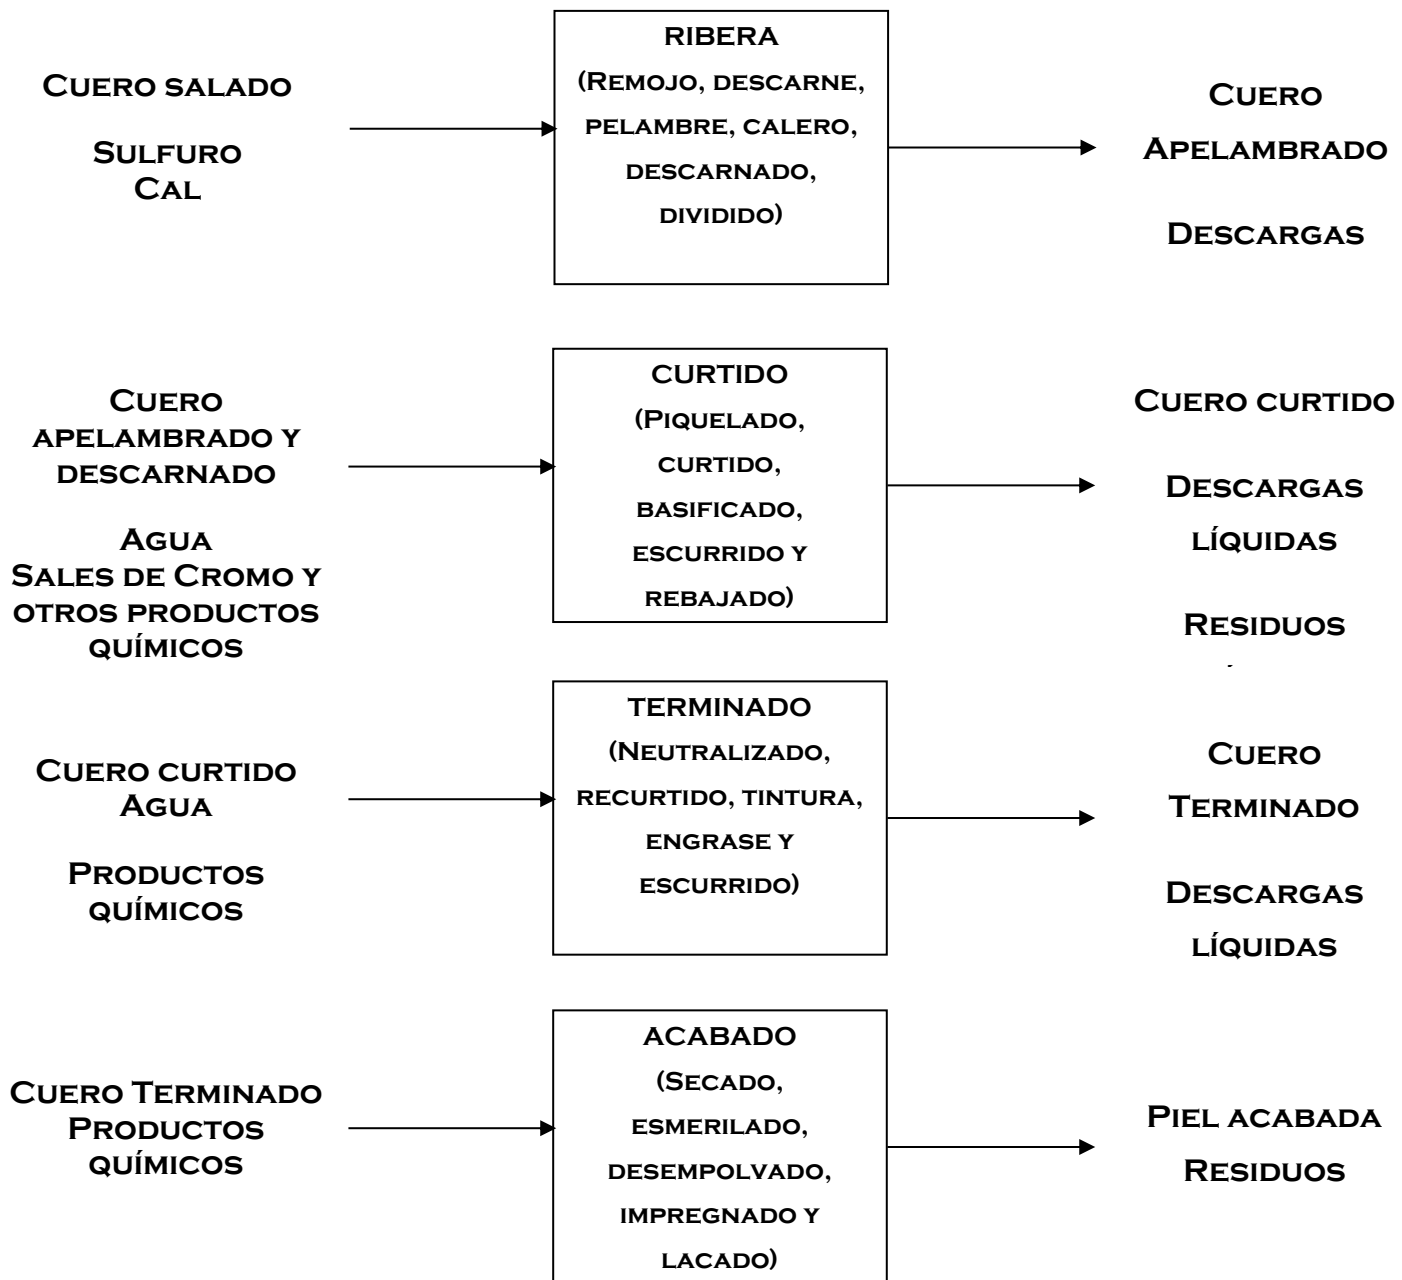 Cuero salado
Sulfuro
Cal
RIBERA
(Remojo, descarne,
pelambre, calero,
descarnado,
dividido)
Cuero
Apelambrado
Descargas
Cuero
apelambrado y
descarnado
Agua
Sales de Cromo y
otros productos
químicos
CURTIDO
(Piquelado,
curtido,
basificado,
escurrido y
rebajado)
Cuero curtido
Descargas
líquidas
Residuos
Cuero curtido
Agua
Productos
químicos
TERMINADO
(Neutralizado,
recurtido, tintura,
engrase y
escurrido)
Cuero
Terminado
Descargas
líquidas
Cuero Terminado
Productos
químicos
ACABADO
(Secado,
esmerilado,
desempolvado,
impregnado y
lacado)
Piel acabada
Residuos